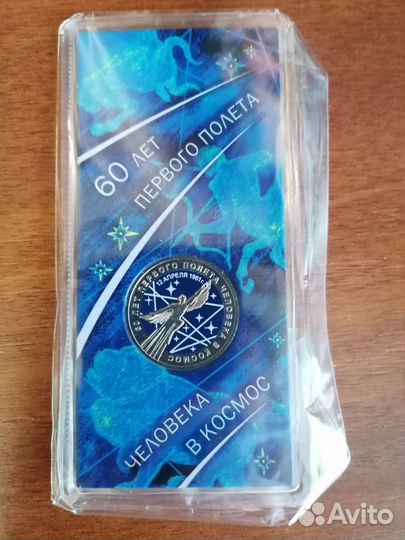 60 ЛЕТ
ПЕРВОГО ПОЛЕТА
60 ЛЕТ ПЕРВОГО ПОЛЕТА ЧЕЛОВЕКА В КОСМОС
12 АПРЕЛЯ 1961 г.
ЧЕЛОВЕКА
В КОСМОС
Avito